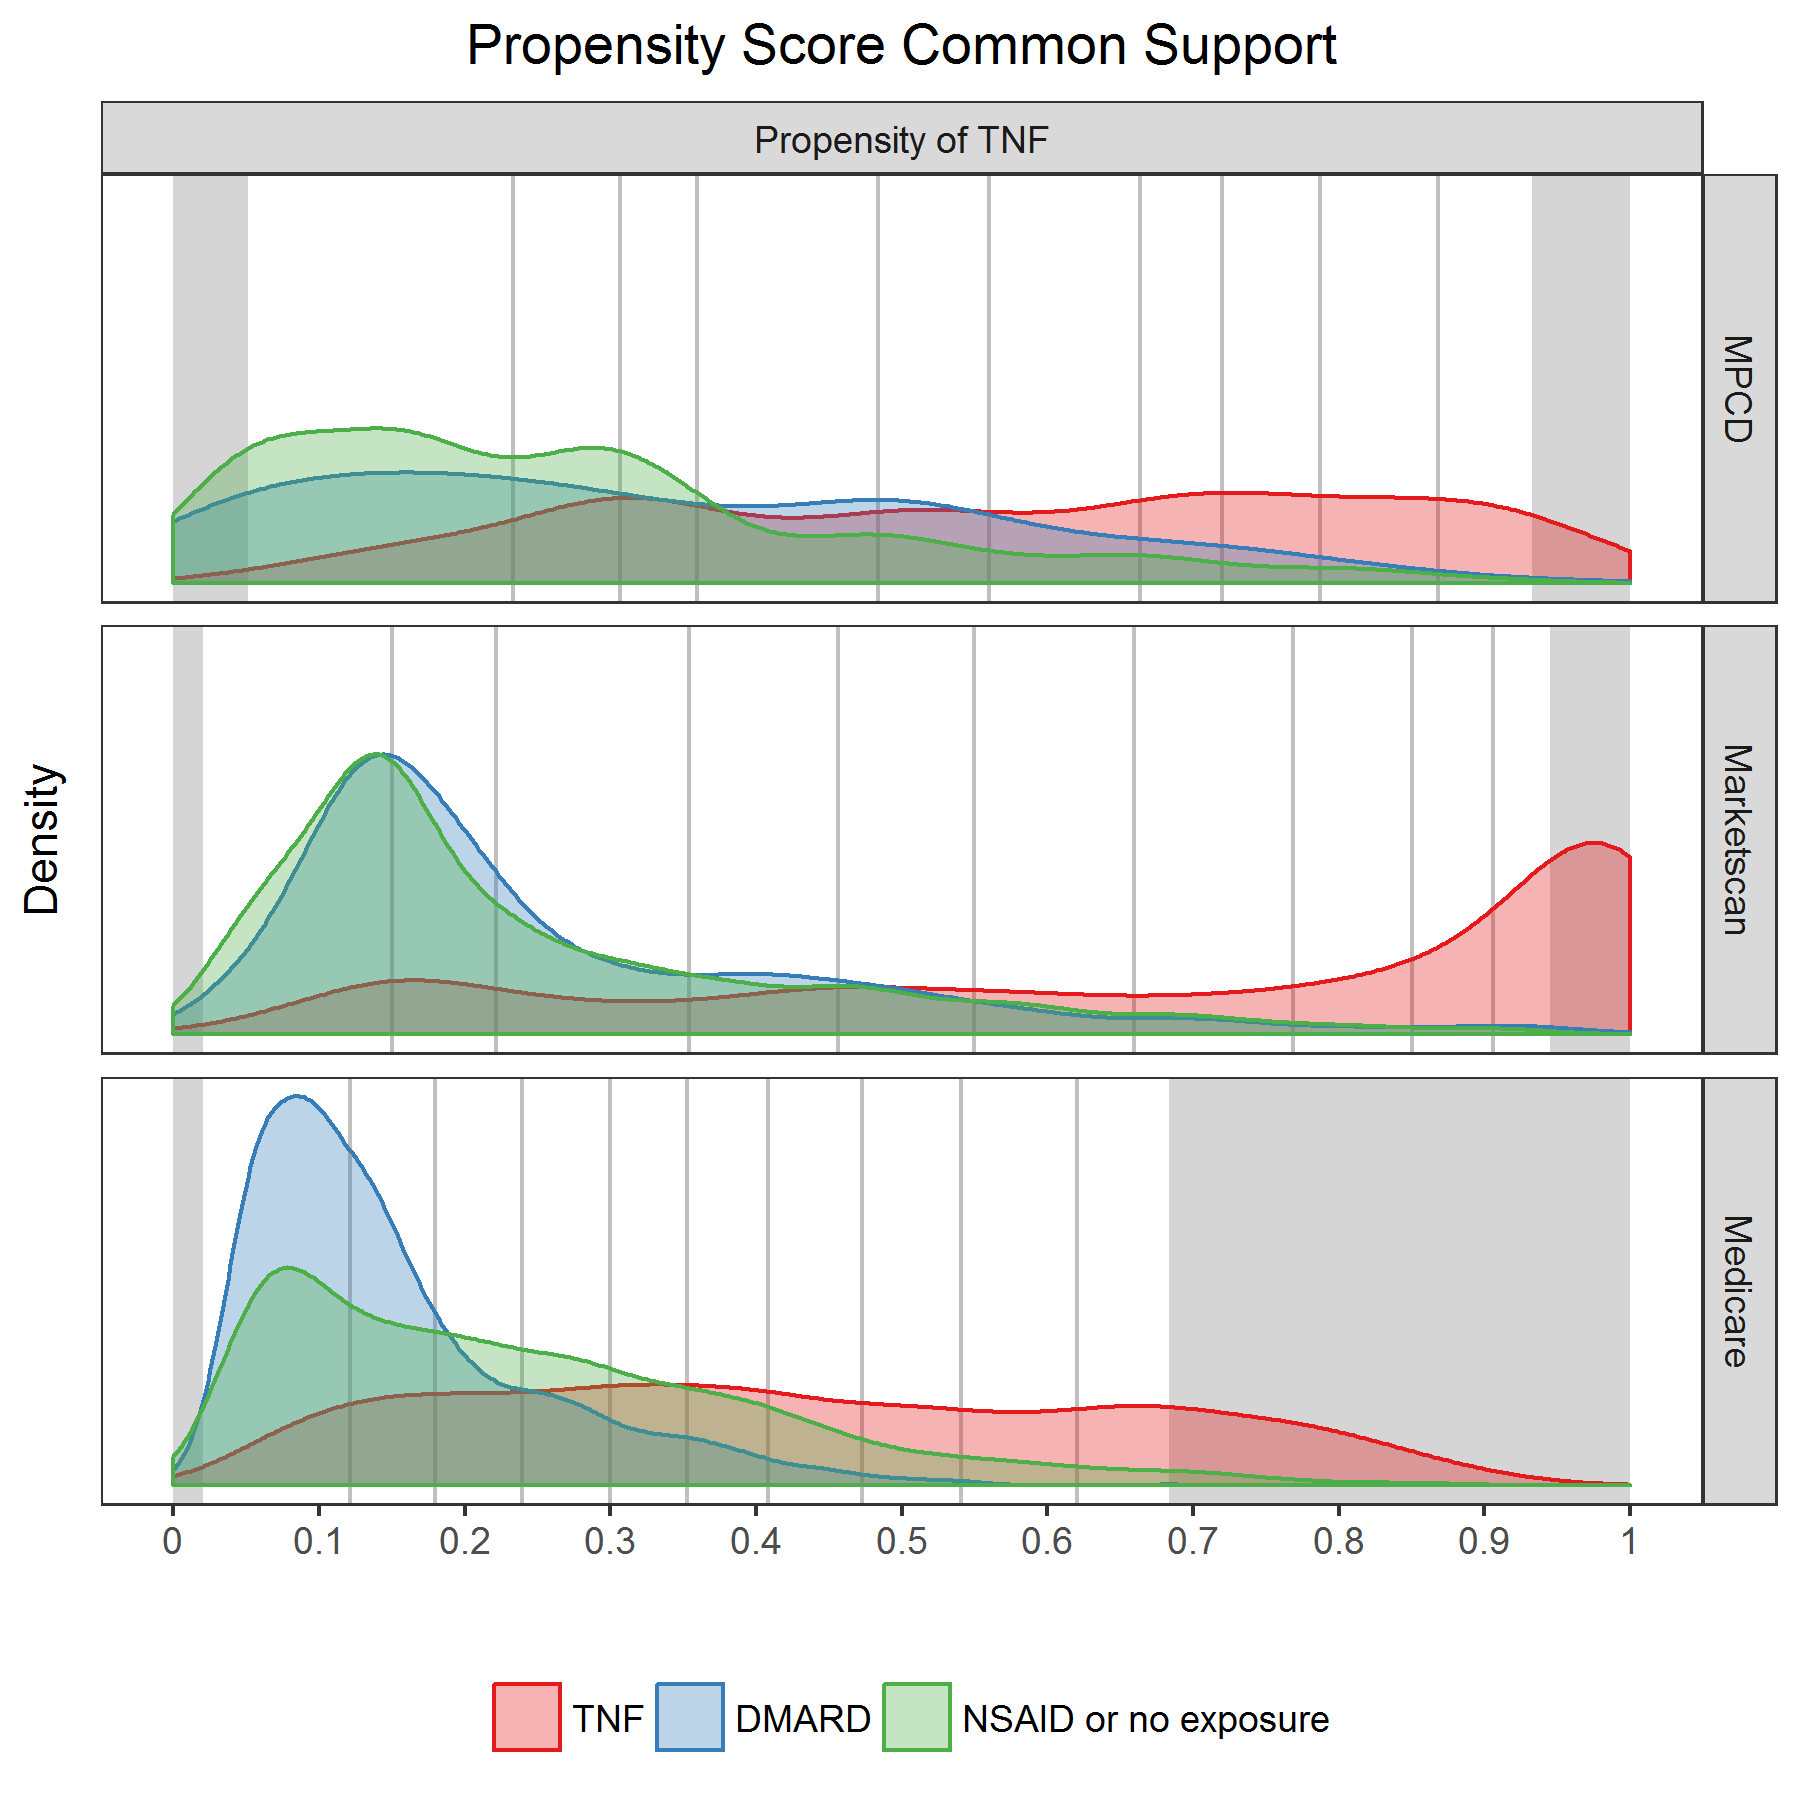 Propensity Score Common Support
Propensity of TNF
MPCD
Marketscan
Medicare
Density
0 0.1 0.2 0.3 0.4 0.5 0.6 0.7 0.8 0.9 1
TNF DMARD NSAID or no exposure